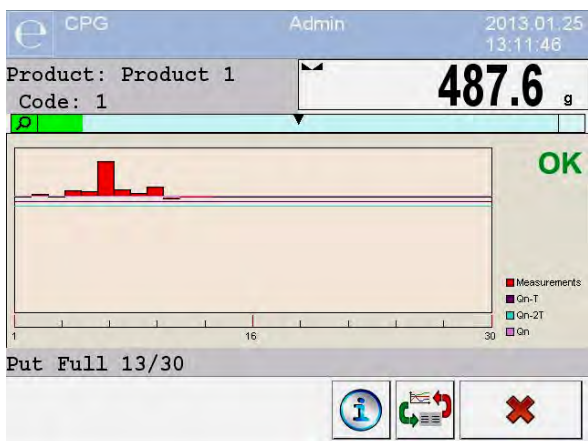 e CPG Admin 2013.01.25
13:11:46
Product: Product 1
Code: 1
487.6 g
OK
Measurements
Qn-T
Qn-2T
Qn
1 16 30
Put Full 13/30
i